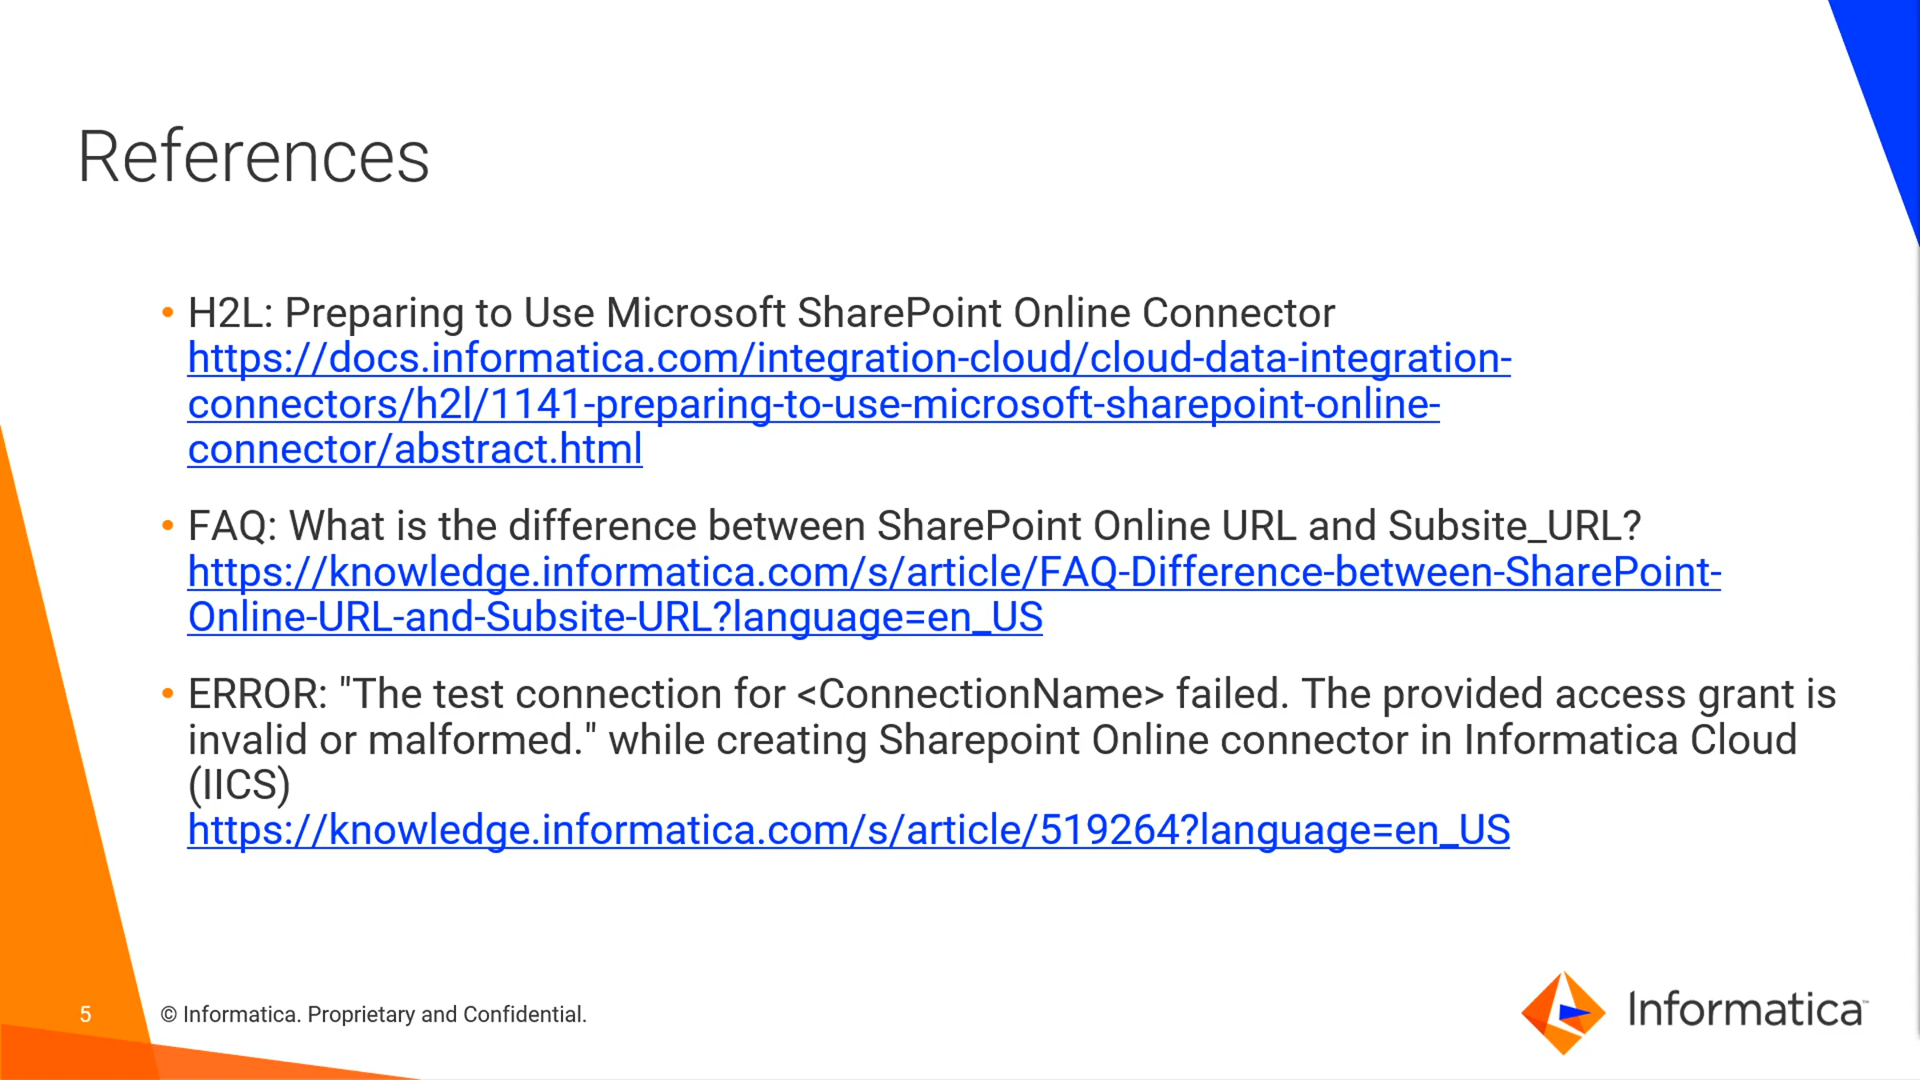 References
• H2L: Preparing to Use Microsoft SharePoint Online Connector
https://docs.informatica.com/integration-cloud/cloud-data-integration-
connectors/h2l/1141-preparing-to-use-microsoft-sharepoint-online-
connector/abstract.html
• FAQ: What is the difference between SharePoint Online URL and Subsite_URL?
https://knowledge.informatica.com/s/article/FAQ-Difference-between-SharePoint-
Online-URL-and-Subsite-URL?language=en_US
• ERROR: "The test connection for <ConnectionName> failed. The provided access grant is
invalid or malformed." while creating Sharepoint Online connector in Informatica Cloud
(IICS)
https://knowledge.informatica.com/s/article/519264?language=en_US
5
© Informatica. Proprietary and Confidential.
Informatica™